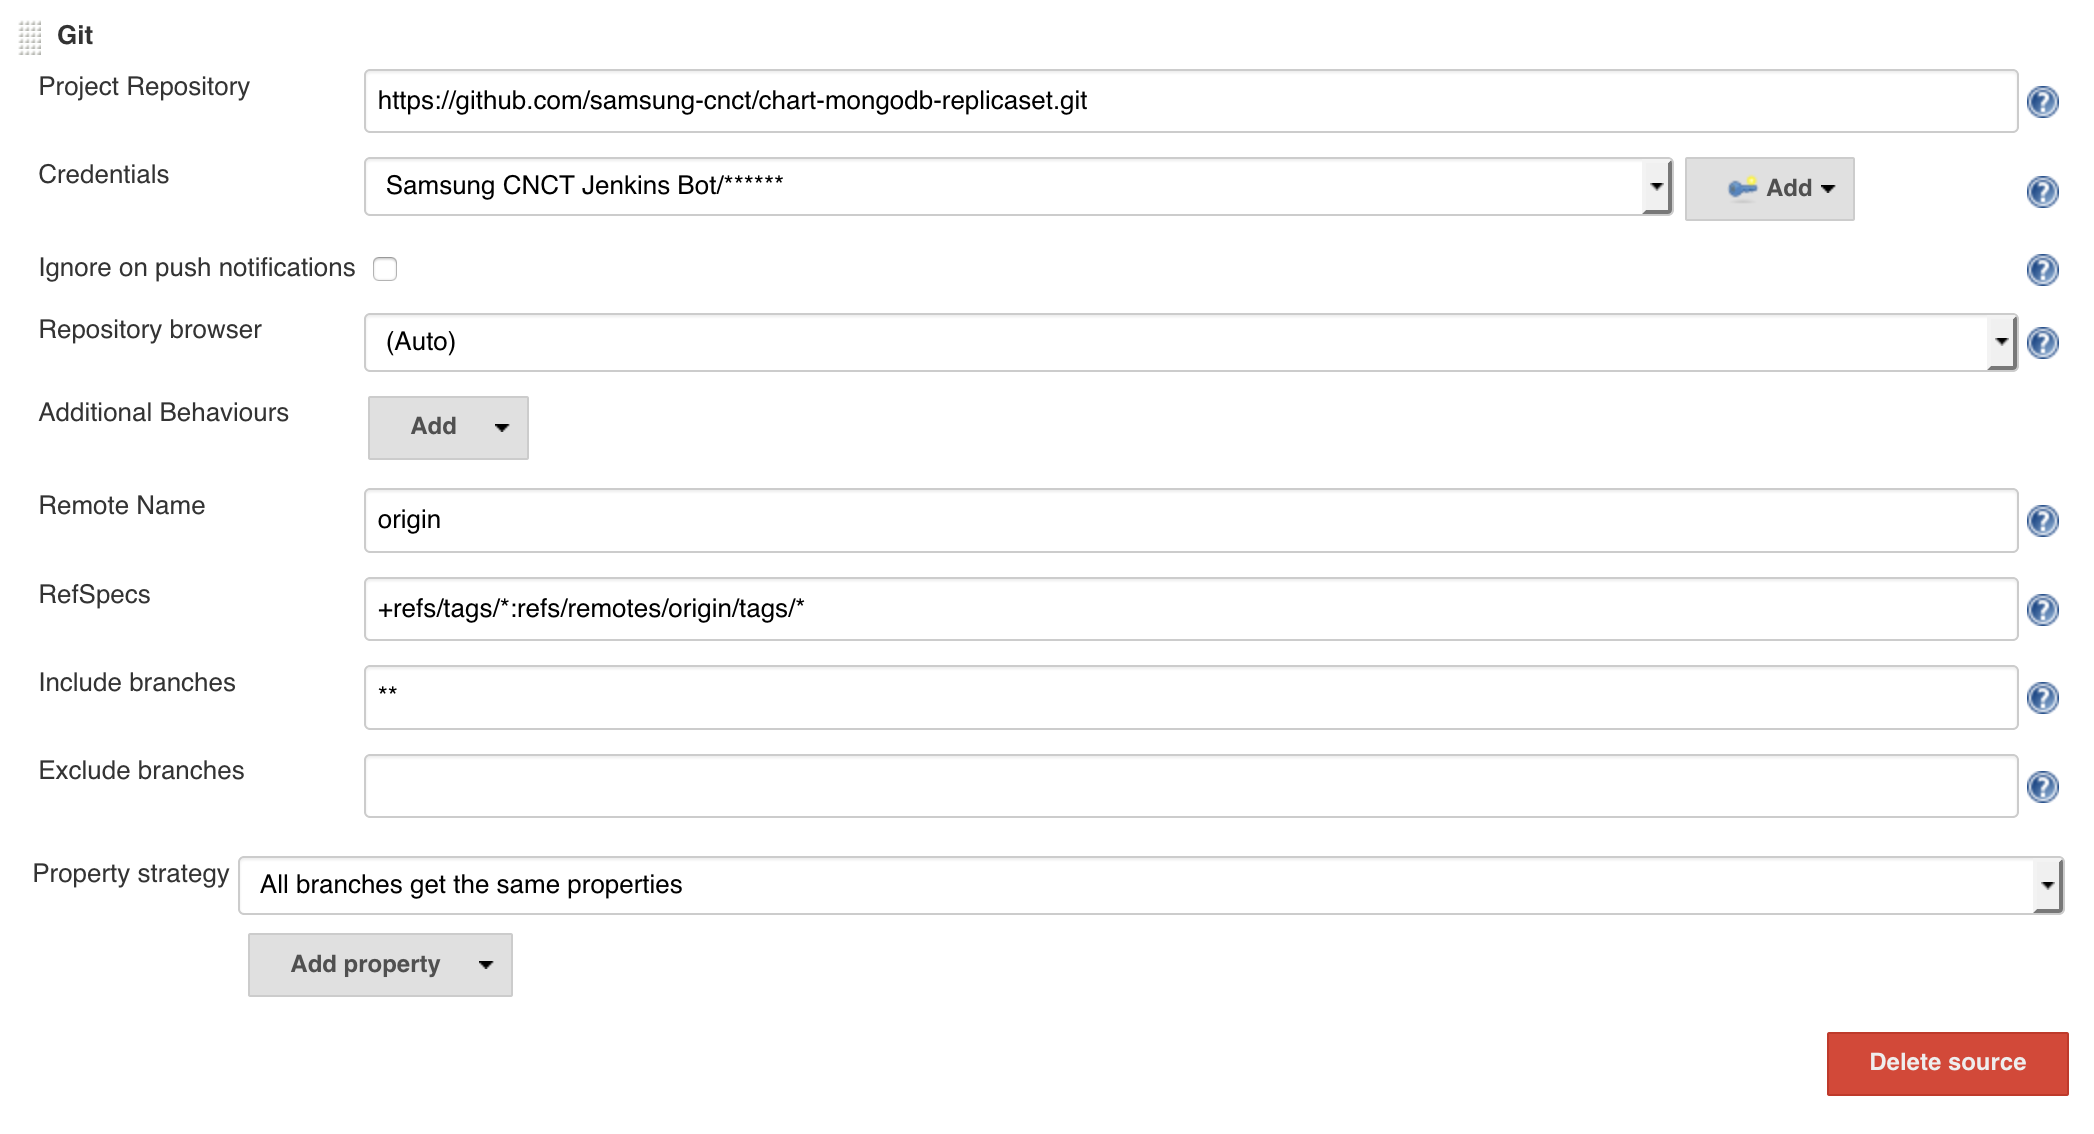 Git
Project Repository
https://github.com/samsung-cnct/chart-mongodb-replicaset.git
Credentials
Samsung CNCT Jenkins Bot/******
Add
Ignore on push notifications
Repository browser
(Auto)
Additional Behaviours
Add
Remote Name
origin
RefSpecs
+refs/tags/*:refs/remotes/origin/tags/*
Include branches
**
Exclude branches
Property strategy
All branches get the same properties
Add property
Delete source